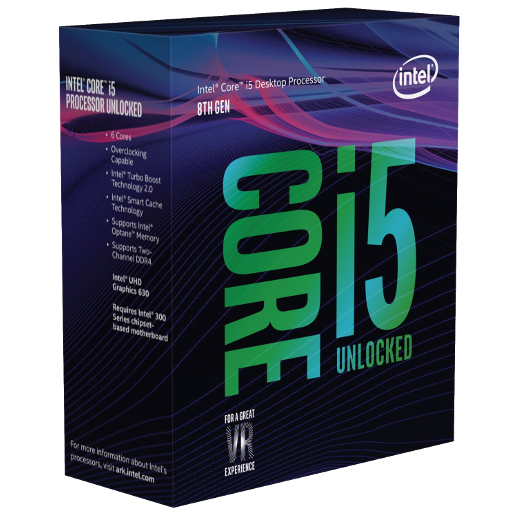 INTEL® CORE™ i5
PROCESSOR UNLOCKED
• 6 Cores
• Overclocking
Capable
• Intel® Turbo Boost
Technology 2.0
• Intel® Smart Cache
Technology
• Supports Intel®
Optane™ Memory
• Supports Two-
Channel DDR4
Intel® UHD
Graphics 630
Requires Intel® 300
Series chipset-
based motherboard
For more information about Intel's
processors, visit ark.intel.com
Intel® Core™ i5 Desktop Processor
8TH GEN
intel®
CORE
i5
UNLOCKED
FOR A GREAT
VR
EXPERIENCE